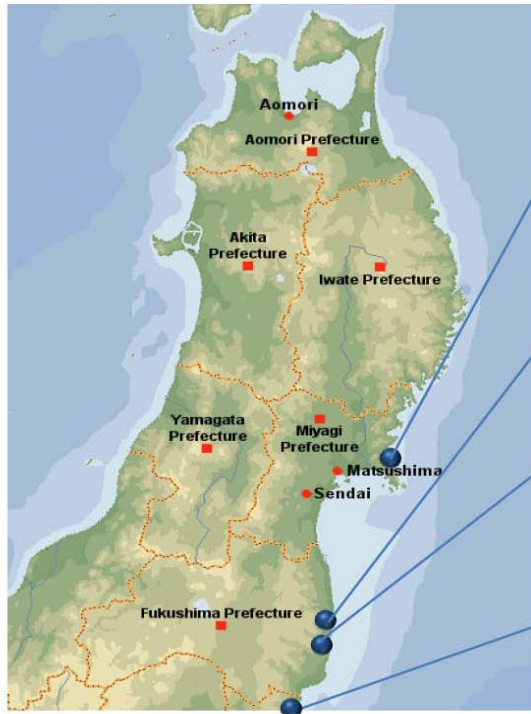 Aomori
Aomori Prefecture
Akita
Prefecture
Iwate Prefecture
Yamagata
Prefecture
Miyagi
Prefecture
Matsushima
Sendai
Fukushima Prefecture